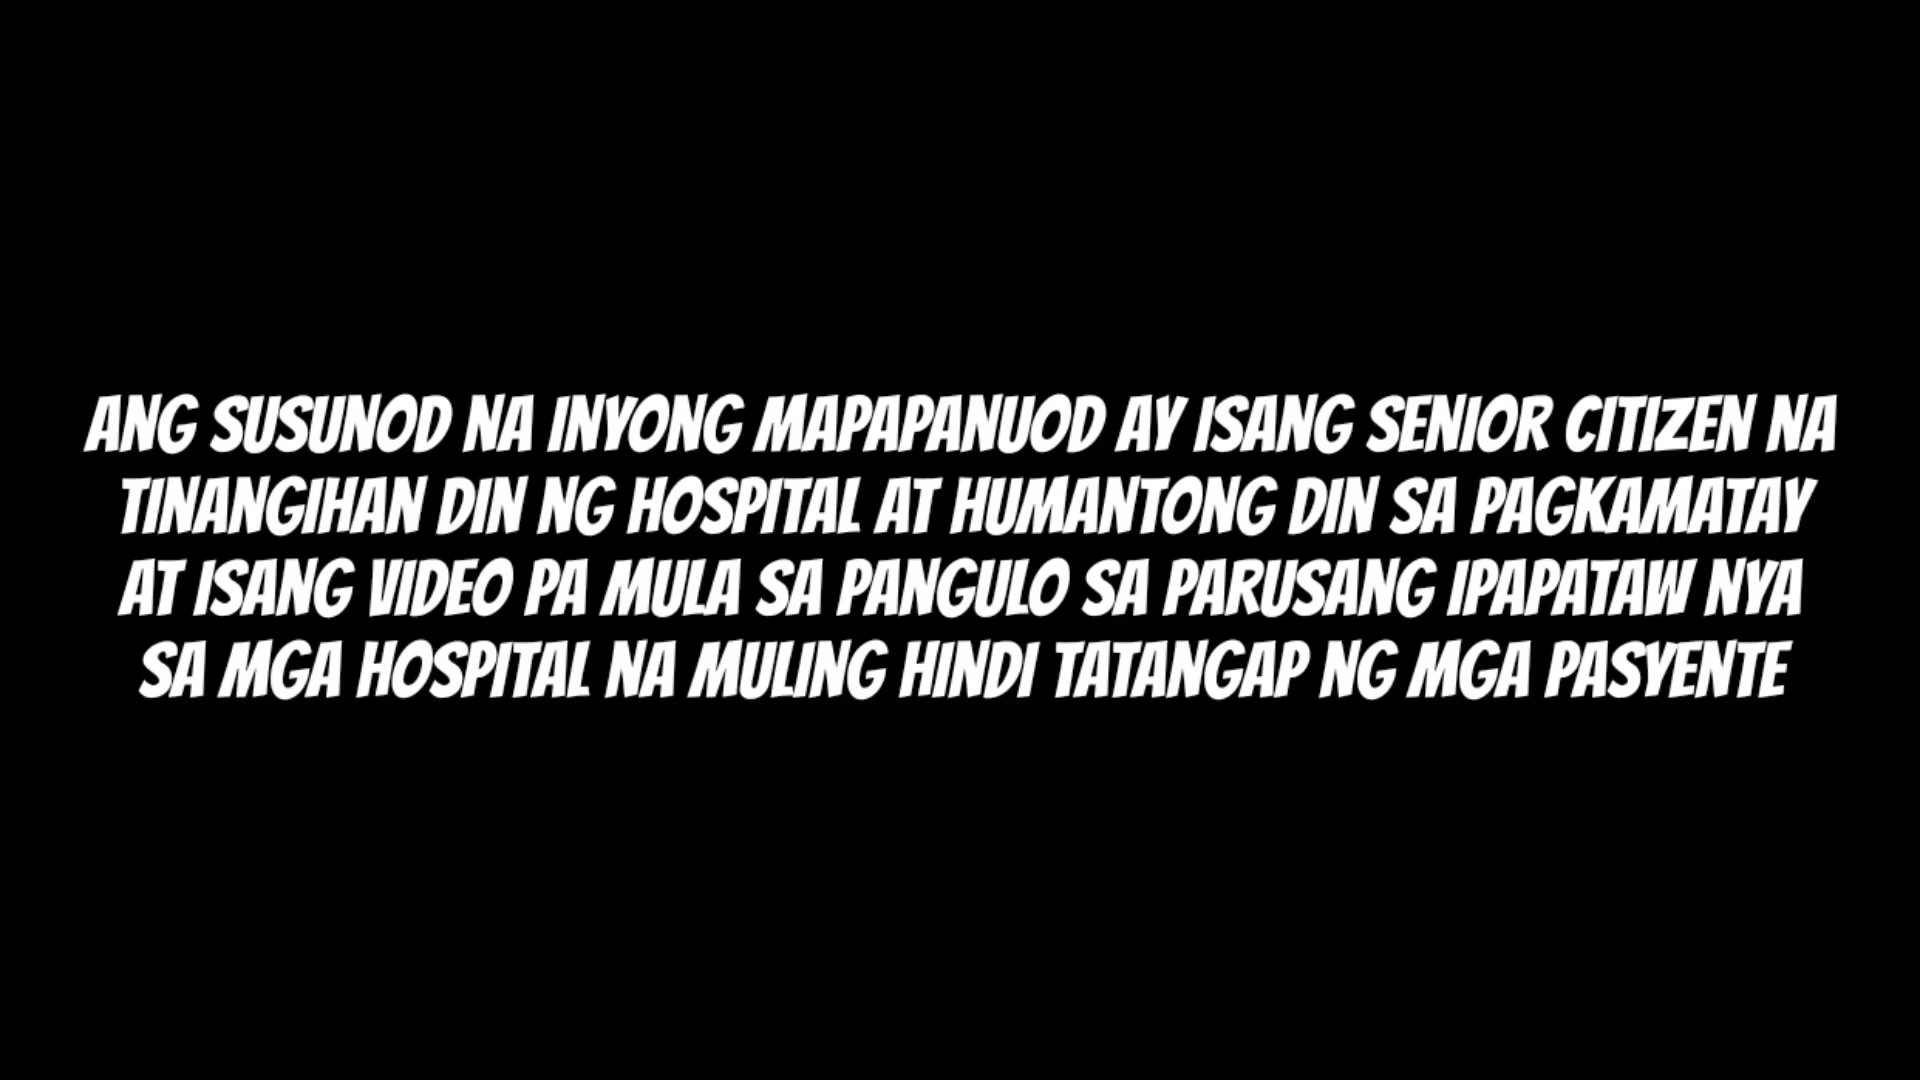 ANG SUSUNOD NA INYONG MAPAPANUOD AY ISANG SENIOR CITIZEN NA
TINANGIHAN DIN NG HOSPITAL AT HUMANTONG DIN SA PAGKAMATAY
AT ISANG VIDEO PA MULA SA PANGULO SA PARUSANG IPAPATAW NYA
SA MGA HOSPITAL NA MULING HINDI TATANGAP NG MGA PASYENTE